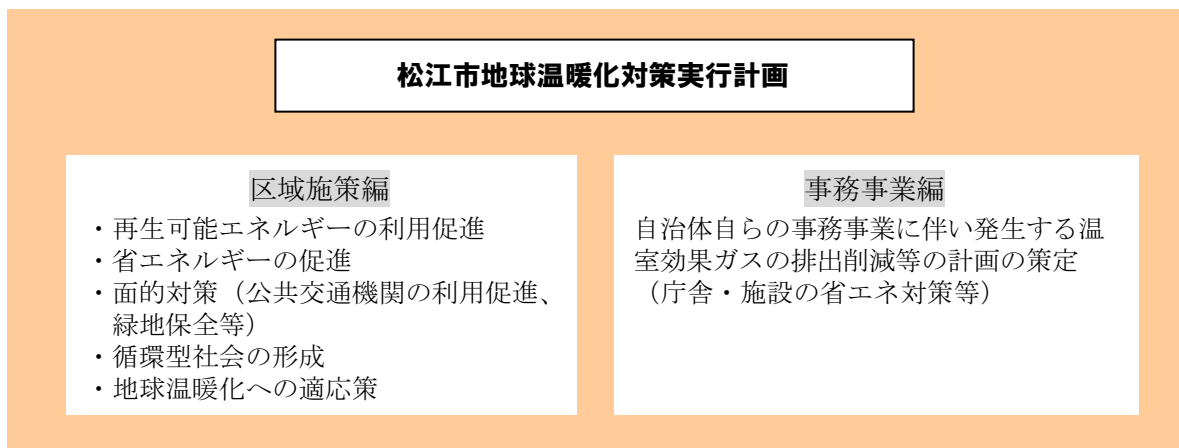 松江市地球温暖化対策実行計画
区域施策編
・再生可能エネルギーの利用促進
・省エネルギーの促進
・面的対策（公共交通機関の利用促進、
緑地保全等）
・循環型社会の形成
・地球温暖化への適応策
事務事業編
自治体自らの事務事業に伴い発生する温
室効果ガスの排出削減等の計画の策定
（庁舎・施設の省エネ対策等）